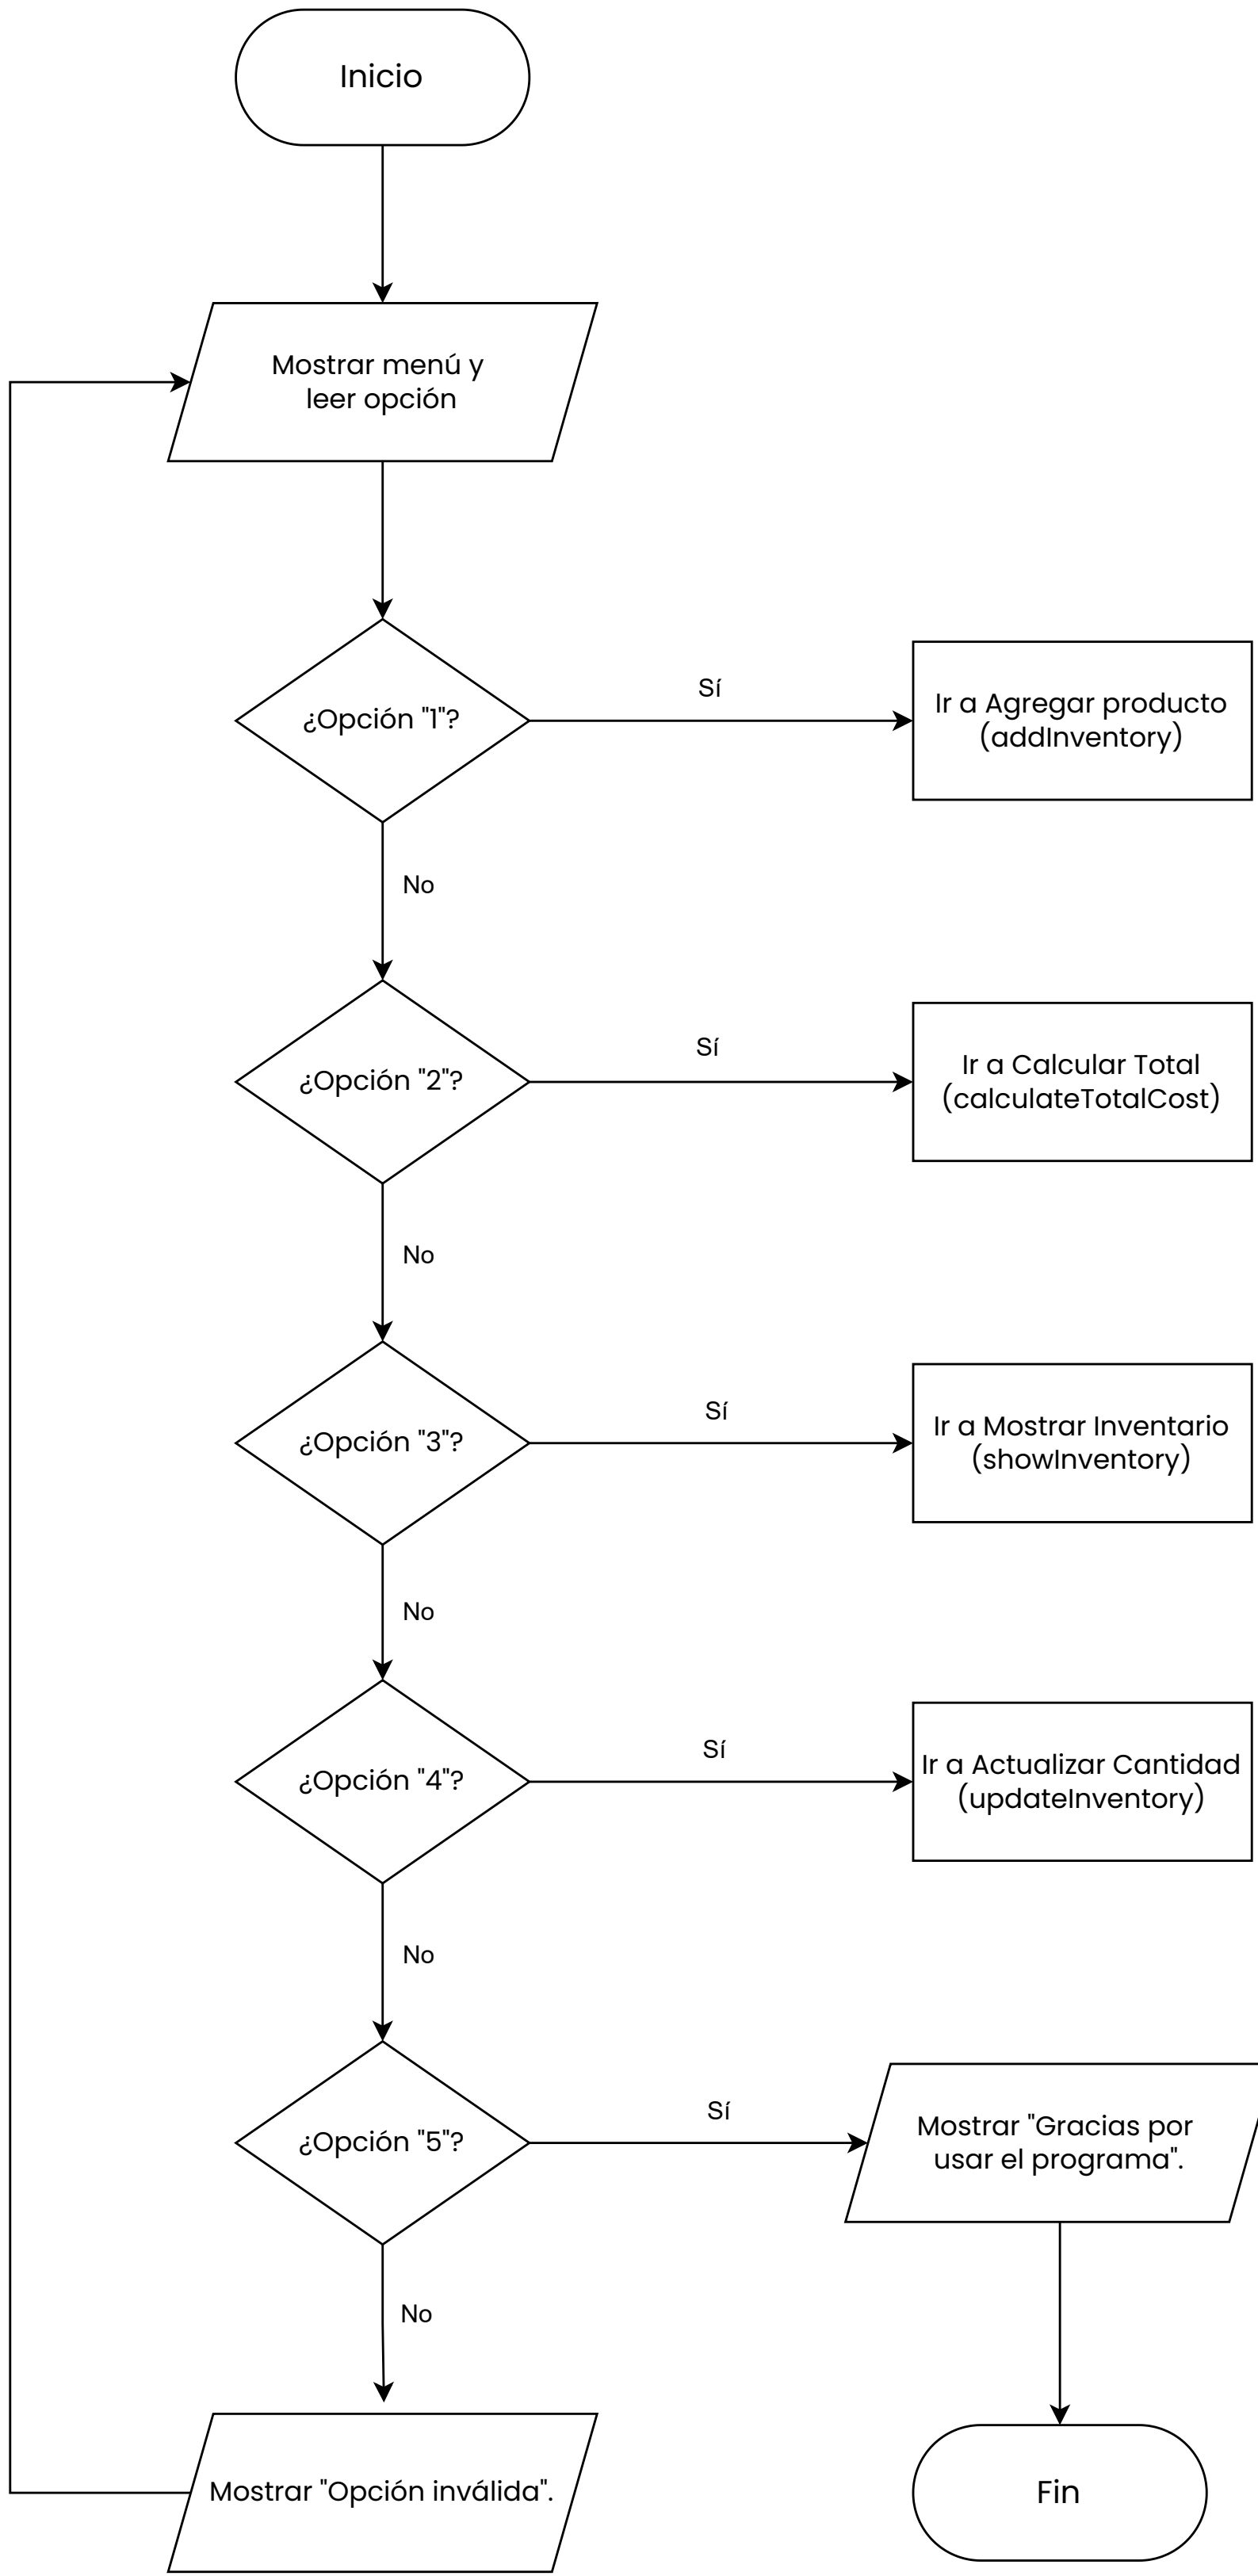 Inicio
Mostrar menú y
leer opción
¿Opción "1"?
Sí
Ir a Agregar producto
(addInventory)
No
¿Opción "2"?
Sí
Ir a Calcular Total
(calculateTotalCost)
No
¿Opción "3"?
Sí
Ir a Mostrar Inventario
(showInventory)
No
¿Opción "4"?
Sí
Ir a Actualizar Cantidad
(updateInventory)
No
¿Opción "5"?
Sí
Mostrar "Gracias por
usar el programa".
No
Mostrar "Opción inválida".
Fin